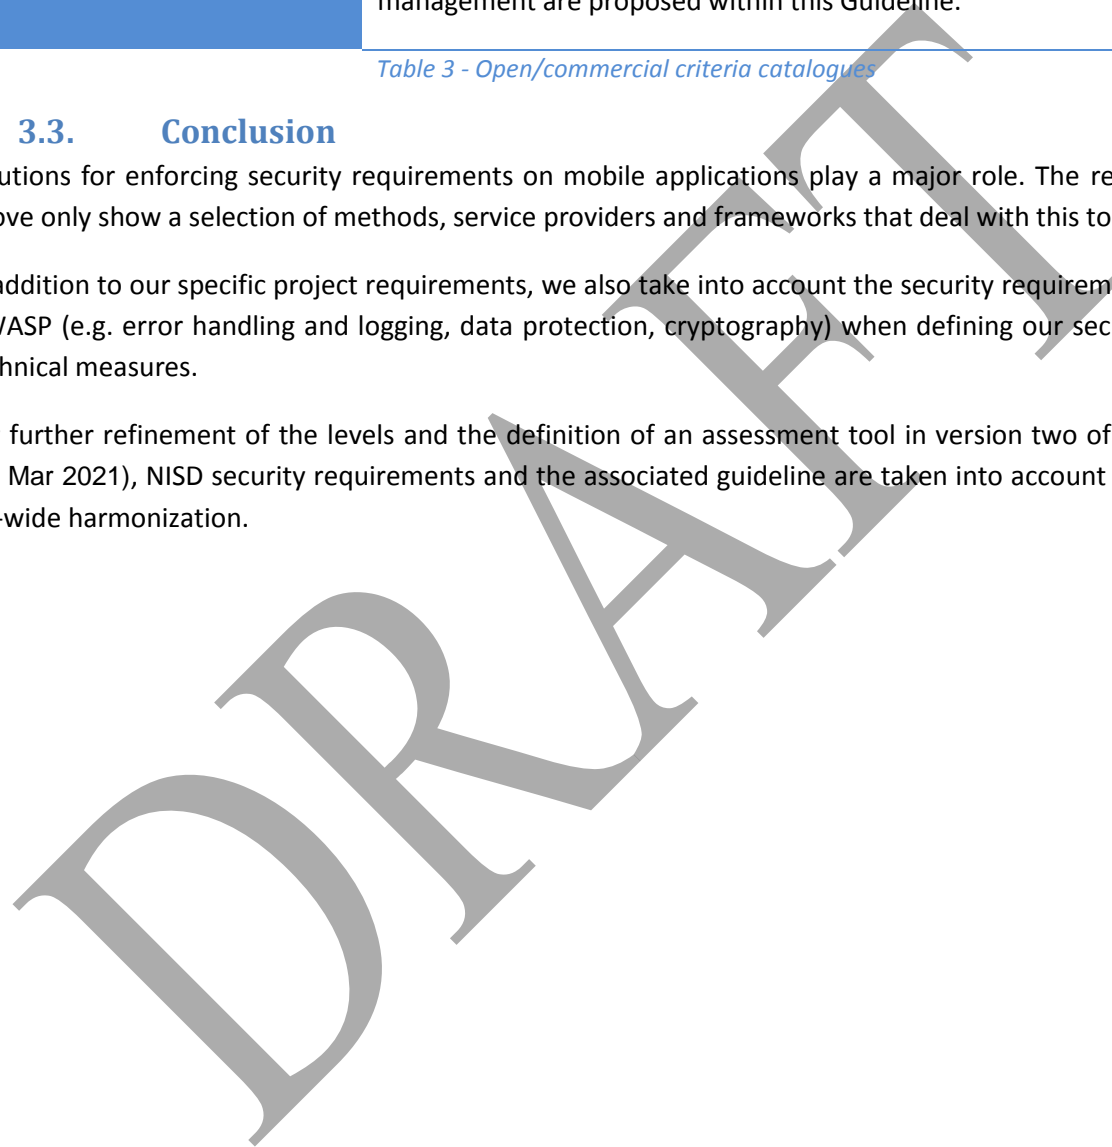 management are proposed within this Guideline.
Table 3 - Open/commercial criteria catalogues
3.3. Conclusion
utions for enforcing security requirements on mobile applications play a major role. The re
ove only show a selection of methods, service providers and frameworks that deal with this to
addition to our specific project requirements, we also take into account the security requirem
VASP (e.g. error handling and logging, data protection, cryptography) when defining our sec
chnical measures.
further refinement of the levels and the definition of an assessment tool in version two of
Mar 2021), NISD security requirements and the associated guideline are taken into account
-wide harmonization.
DRAFT